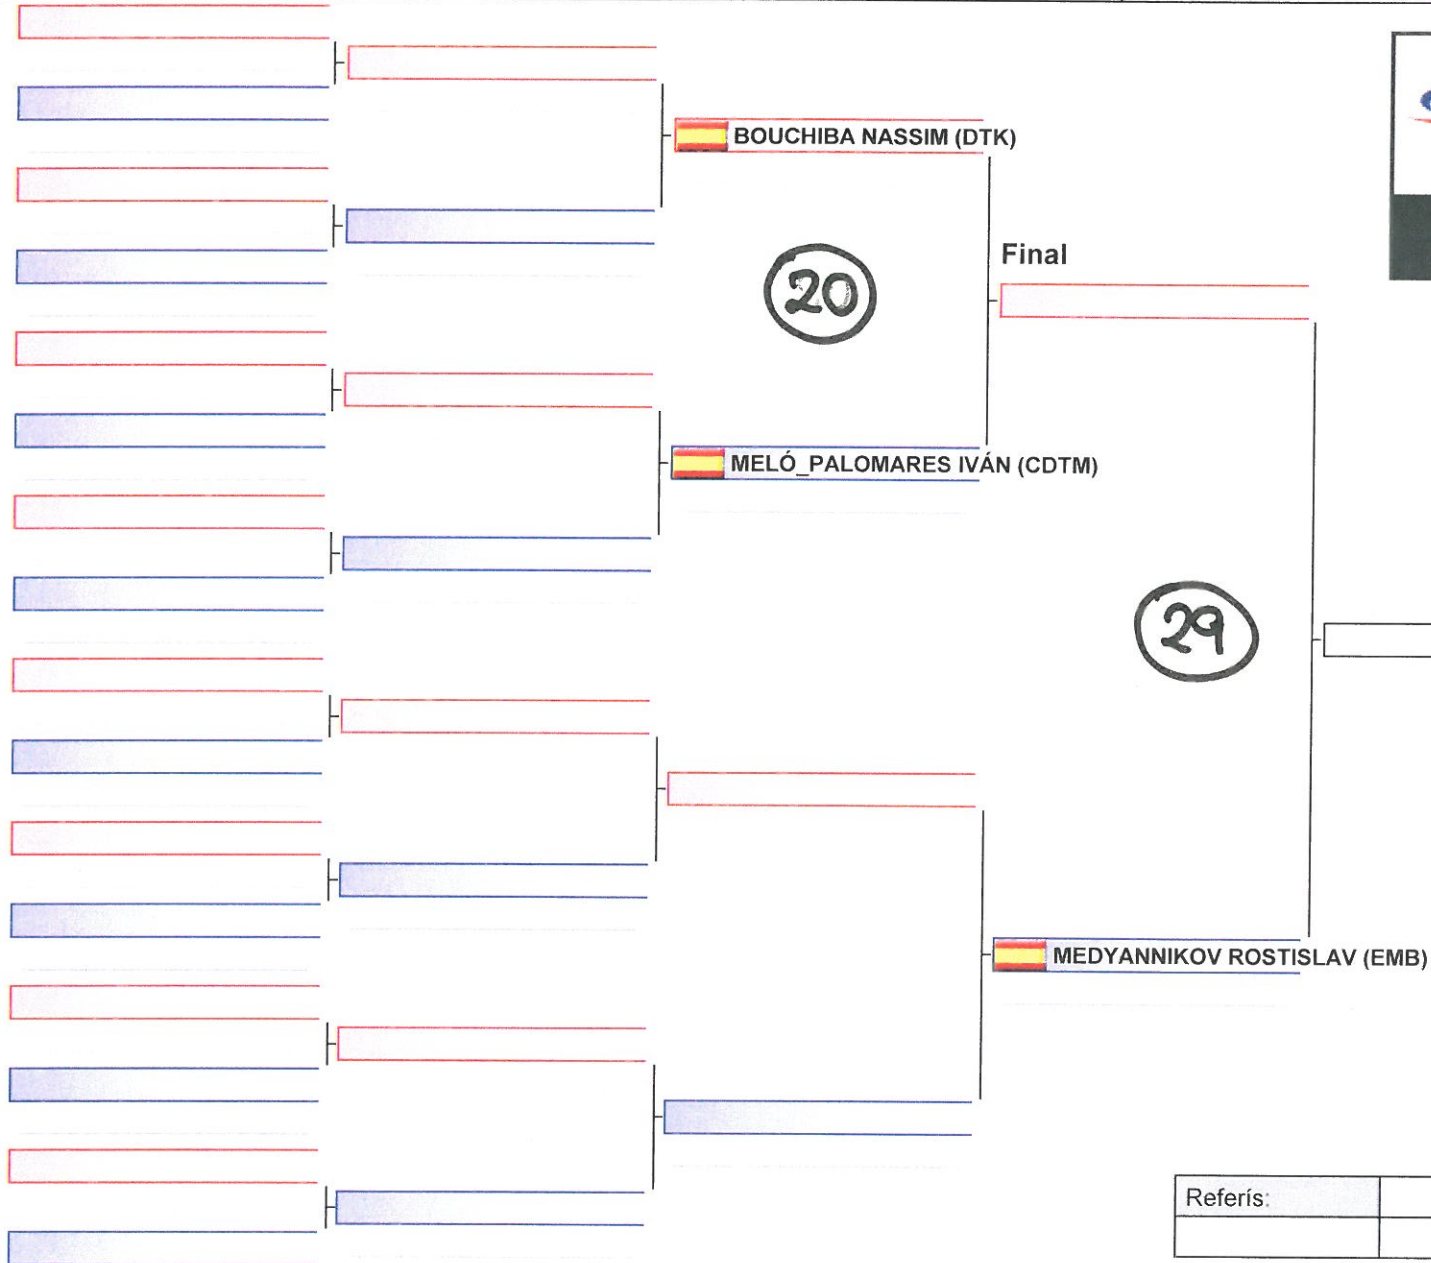 BOUCHIBA NASSIM (DTK)
Final
20
MELÓ_PALOMARES IVÁN (CDTM)
29
MEDYANNIKOV ROSTISLAV (EMB)
Referís: